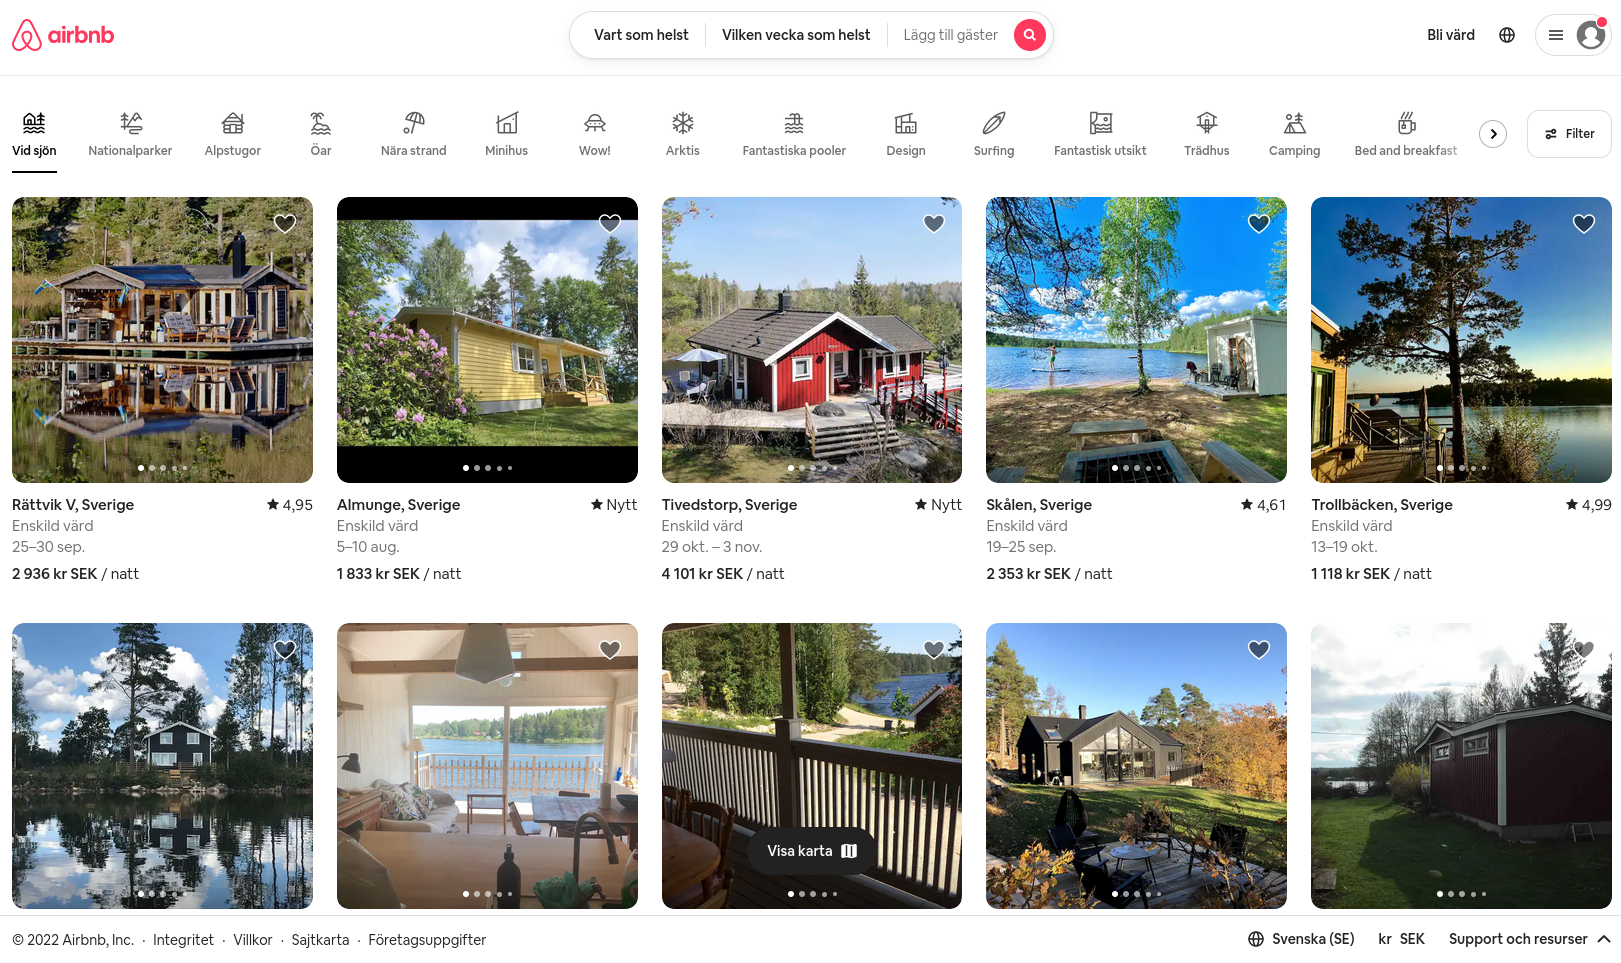 airbnb
Vart som helst
Vilken vecka som helst
Lägg till gäster
Bli värd
Vid sjön
Nationalparker
Alpstugor
Öar
Nära strand
Minihus
Wow!
Arktis
Fantastiska pooler
Design
Surfing
Fantastisk utsikt
Trädhus
Camping
Bed and breakfast
Filter
Rättvik V, Sverige
4,95
Enskild värd
25–30 sep.
2 936 kr SEK / natt
Almunge, Sverige
Nytt
Enskild värd
5–10 aug.
1 833 kr SEK / natt
Tivedstorp, Sverige
Nytt
Enskild värd
29 okt. – 3 nov.
4 101 kr SEK / natt
Skålen, Sverige
4,61
Enskild värd
19–25 sep.
2 353 kr SEK / natt
Trollbäcken, Sverige
4,99
Enskild värd
13–19 okt.
1 118 kr SEK / natt
Visa karta
© 2022 Airbnb, Inc. · Integritet · Villkor · Sajtkarta · Företagsuppgifter
Svenska (SE)
kr SEK
Support och resurser